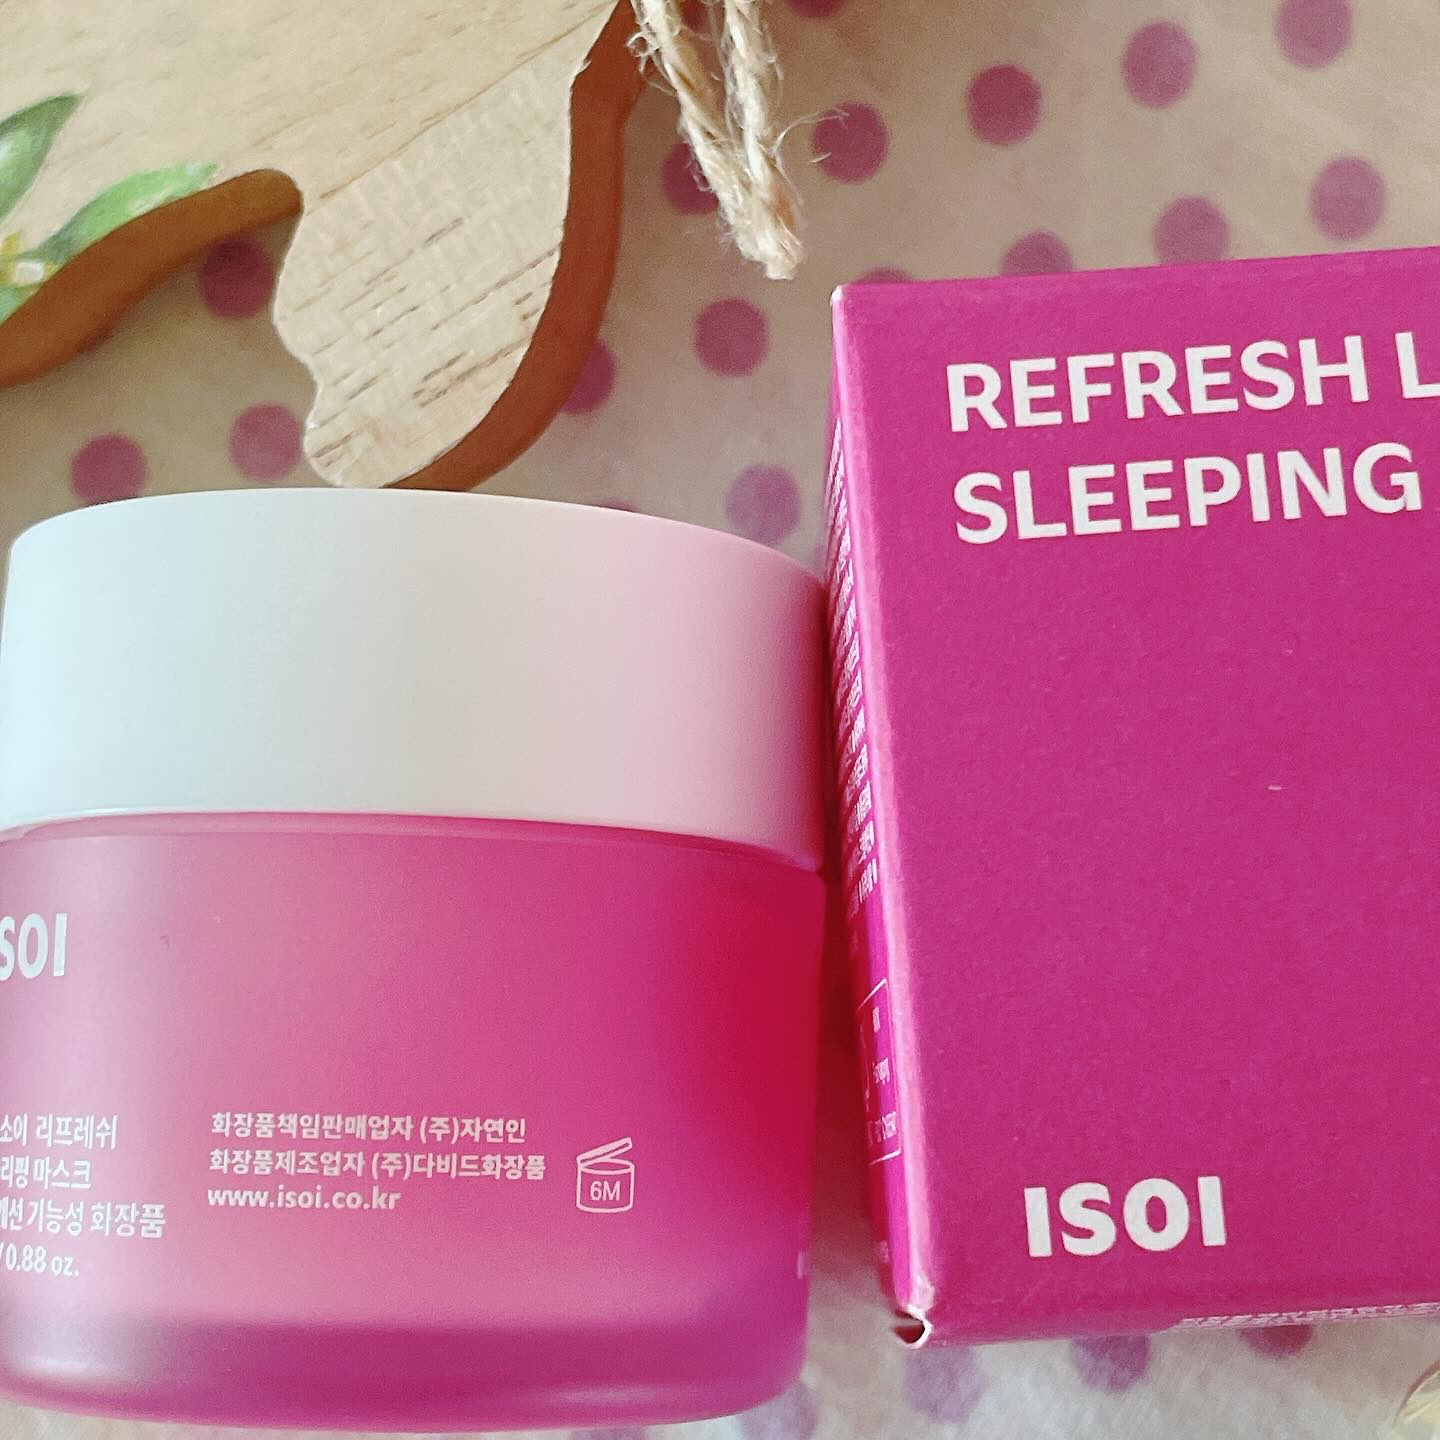 REFRESH L
SLEEPING
ISOI
SOI
소이 리프레쉬
리핑 마스크
개선 기능성 화장품
/ 0.88 oz.
화장품책임판매업자 (주)자연인
화장품제조업자 (주)다비드화장품
www.isoi.co.kr
6M